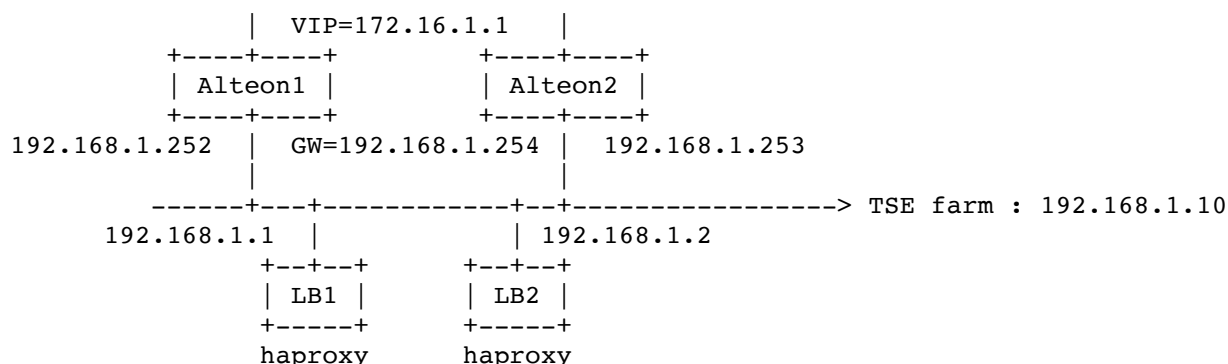 | VIP=172.16.1.1 |
+----+----+ +----+----+
| Alteon1 | | Alteon2 |
+----+----+ +----+----+
192.168.1.252 | GW=192.168.1.254 | 192.168.1.253
| |
------+---+------------+--+-----------------> TSE farm : 192.168.1.10
192.168.1.1 | | 192.168.1.2
+--+--+ +--+--+
| LB1 | | LB2 |
+-----+ +-----+
haproxy haproxy